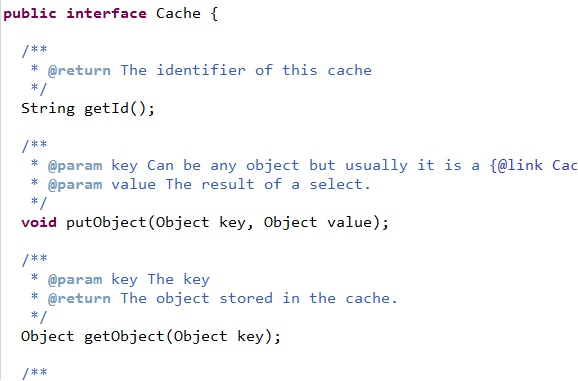 public interface Cache {
/**
* @return The identifier of this cache
*/
String getId();
/**
* @param key Can be any object but usually it is a {@link Cac
* @param value The result of a select.
*/
void putObject(Object key, Object value);
/**
* @param key The key
* @return The object stored in the cache.
*/
Object getObject(Object key);
/**